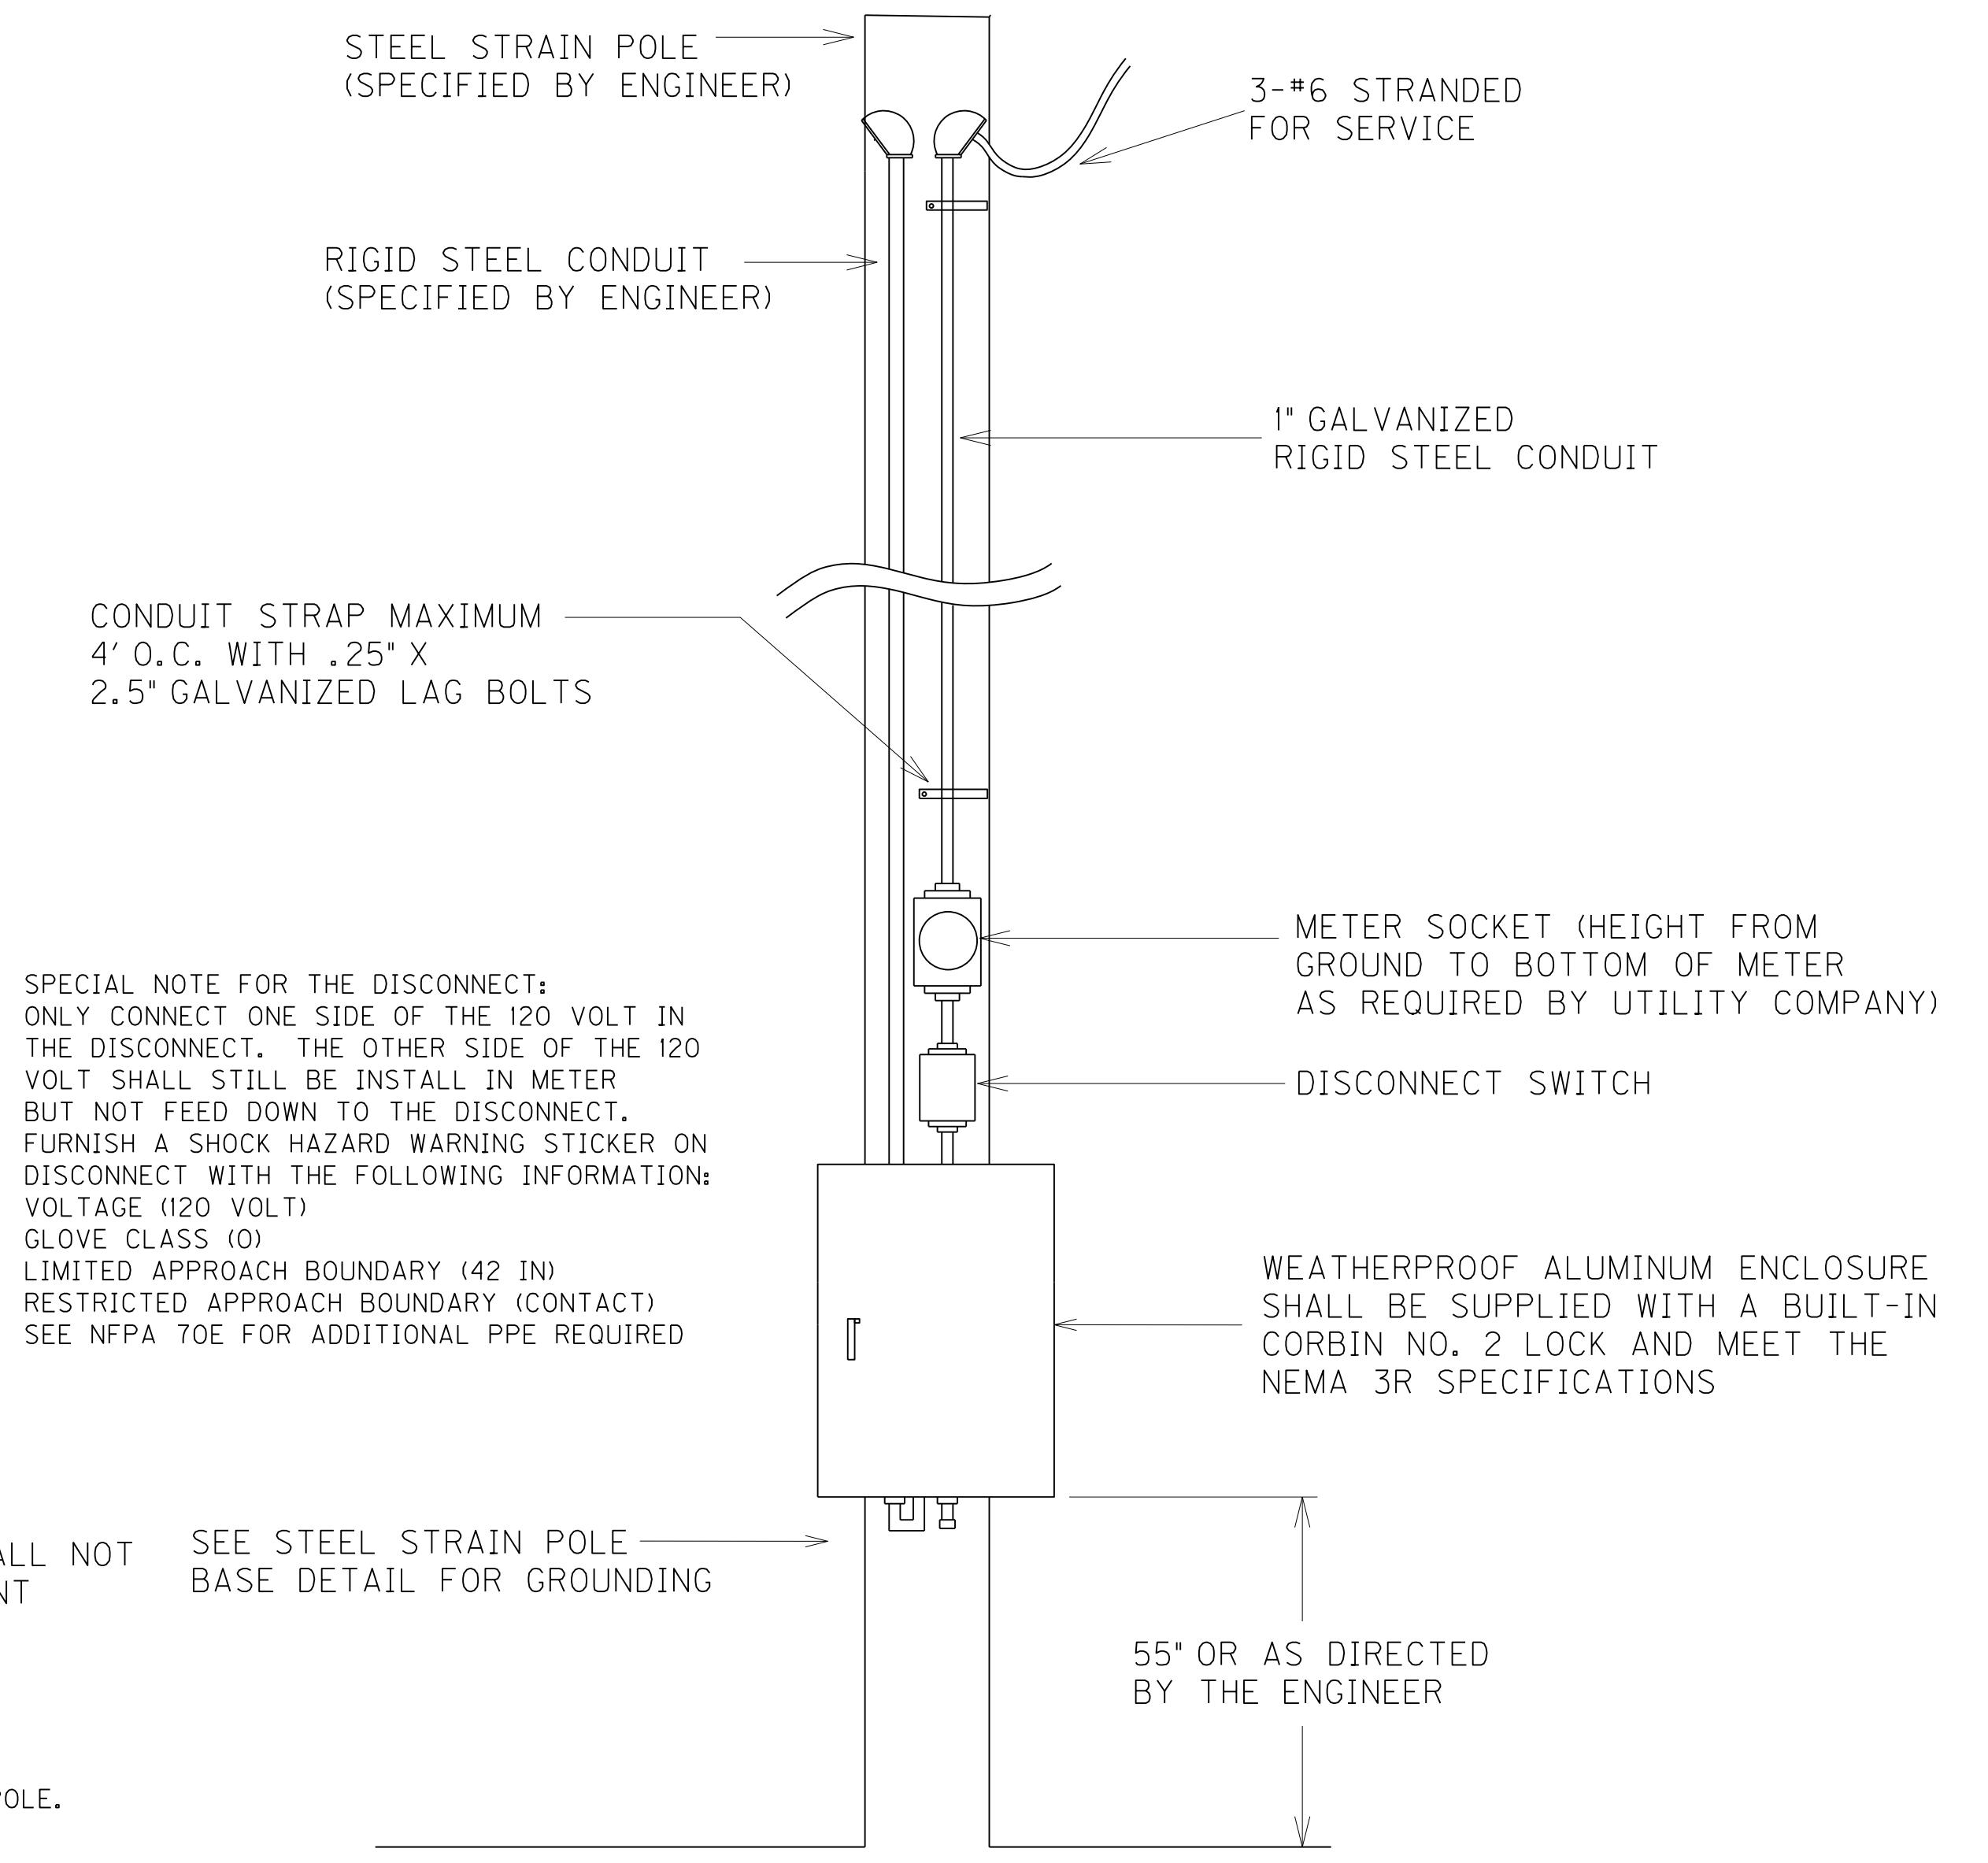 STEEL STRAIN POLE
(SPECIFIED BY ENGINEER)
3-#6 STRANDED
FOR SERVICE
RIGID STEEL CONDUIT
(SPECIFIED BY ENGINEER)
1" GALVANIZED
RIGID STEEL CONDUIT
CONDUIT STRAP MAXIMUM
4' O.C. WITH .25" X
2.5" GALVANIZED LAG BOLTS
METER SOCKET (HEIGHT FROM
GROUND TO BOTTOM OF METER
AS REQUIRED BY UTILITY COMPANY)
SPECIAL NOTE FOR THE DISCONNECT:
ONLY CONNECT ONE SIDE OF THE 120 VOLT IN
THE DISCONNECT. THE OTHER SIDE OF THE 120
VOLT SHALL STILL BE INSTALL IN METER
BUT NOT FEED DOWN TO THE DISCONNECT.
FURNISH A SHOCK HAZARD WARNING STICKER ON
DISCONNECT WITH THE FOLLOWING INFORMATION:
VOLTAGE (120 VOLT)
GLOVE CLASS (0)
LIMITED APPROACH BOUNDARY (42 IN)
RESTRICTED APPROACH BOUNDARY (CONTACT)
SEE NFPA 70E FOR ADDITIONAL PPE REQUIRED
DISCONNECT SWITCH
WEATHERPROOF ALUMINUM ENCLOSURE
SHALL BE SUPPLIED WITH A BUILT-IN
CORBIN NO. 2 LOCK AND MEET THE
NEMA 3R SPECIFICATIONS
NOT
SEE STEEL STRAIN POLE
BASE DETAIL FOR GROUNDING
55" OR AS DIRECTED
BY THE ENGINEER